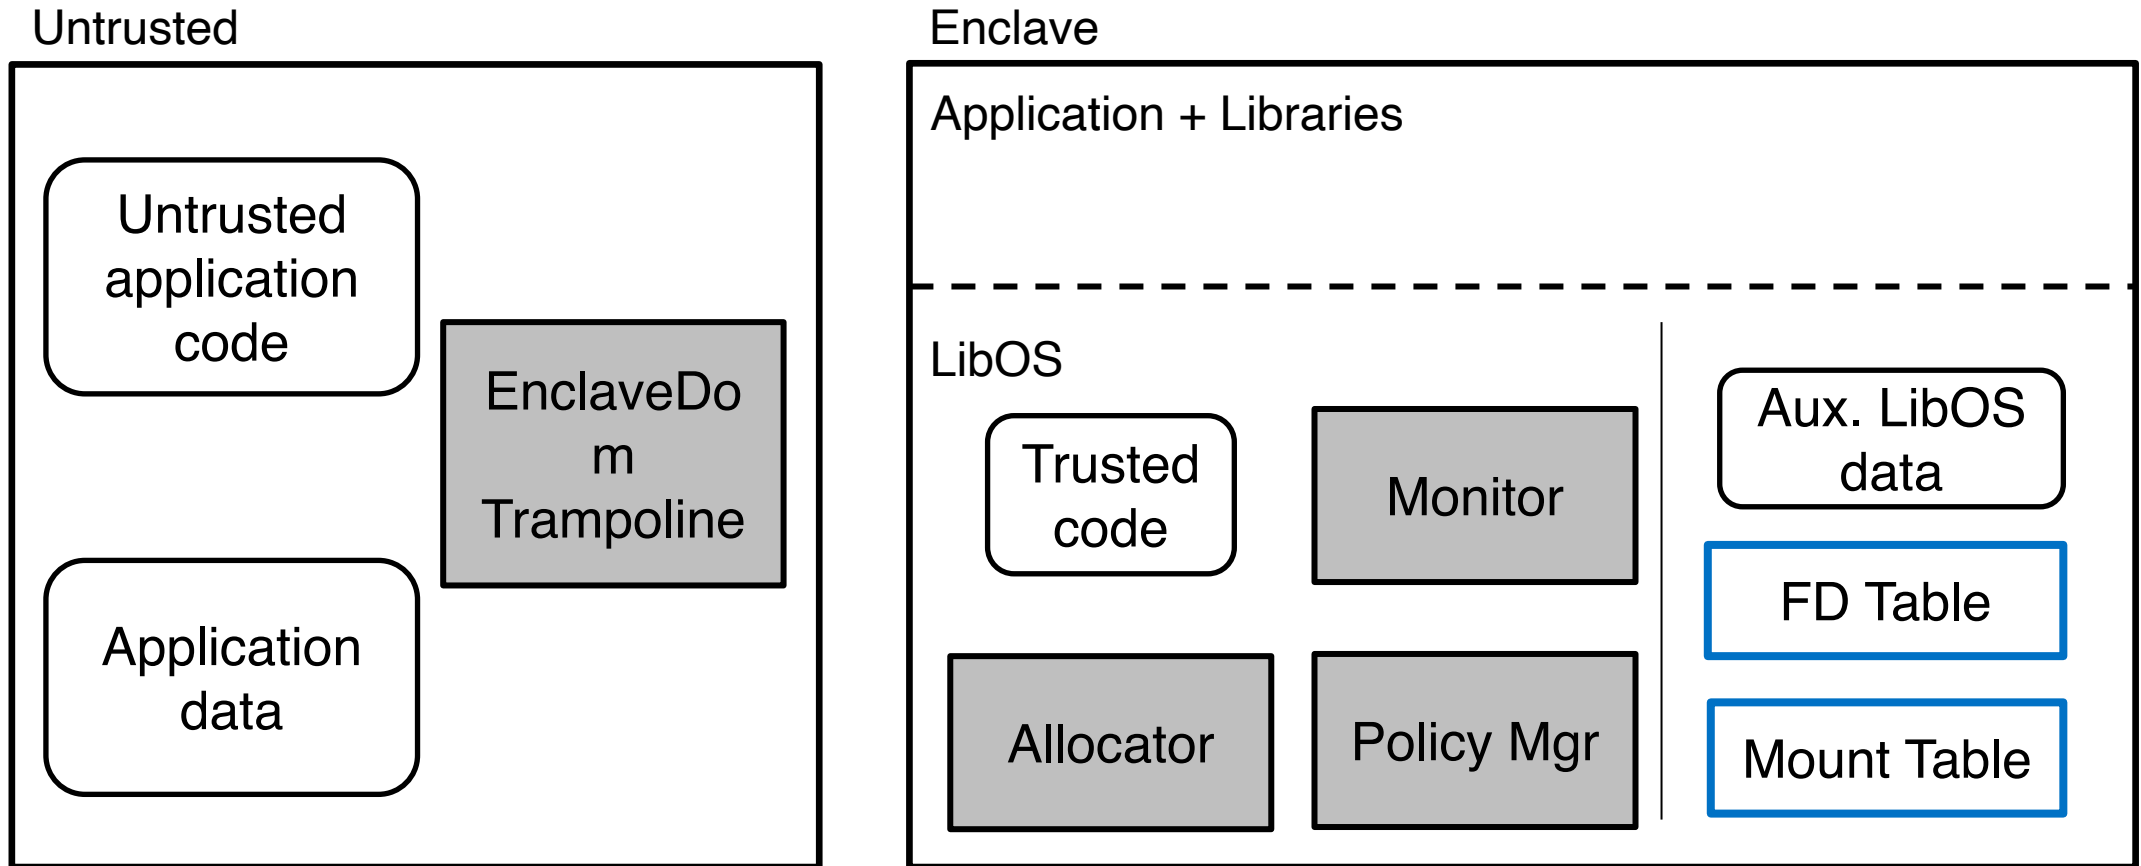 Untrusted
Untrusted
application
code
EnclaveDo
m
Trampoline
Application
data
Enclave
Application + Libraries
LibOS
Trusted
code
Monitor
Allocator
Policy Mgr
Aux. LibOS
data
FD Table
Mount Table